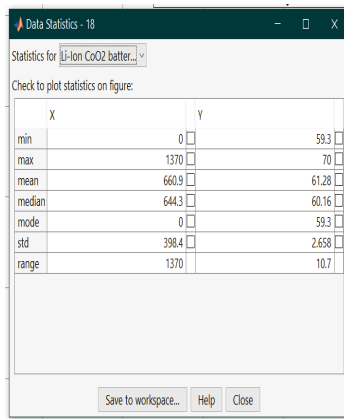 Data Statistics - 18
Statistics for Li-Ion CoO2 batter...
Check to plot statistics on figure:
X Y
min 0 59.3
max 1370 70
mean 660.9 61.28
median 644.3 60.16
mode 0 59.3
std 398.4 2.658
range 1370 10.7
Save to workspace... Help Close